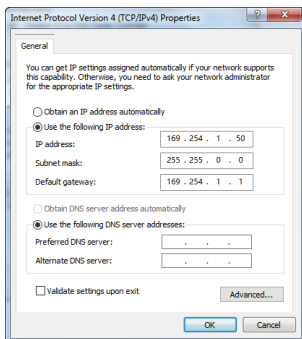 Internet Protocol Version 4 (TCP/IPv4) Properties
General
You can get IP settings assigned automatically if your network supports
this capability. Otherwise, you need to ask your network administrator
for the appropriate IP settings.
Obtain an IP address automatically
Use the following IP address:
IP address: 169 . 254 . 1 . 50
Subnet mask: 255 . 255 . 0 . 0
Default gateway: 169 . 254 . 1 . 1
Obtain DNS server address automatically
Use the following DNS server addresses:
Preferred DNS server: . . .
Alternate DNS server: . . .
Validate settings upon exit
Advanced...
OK Cancel